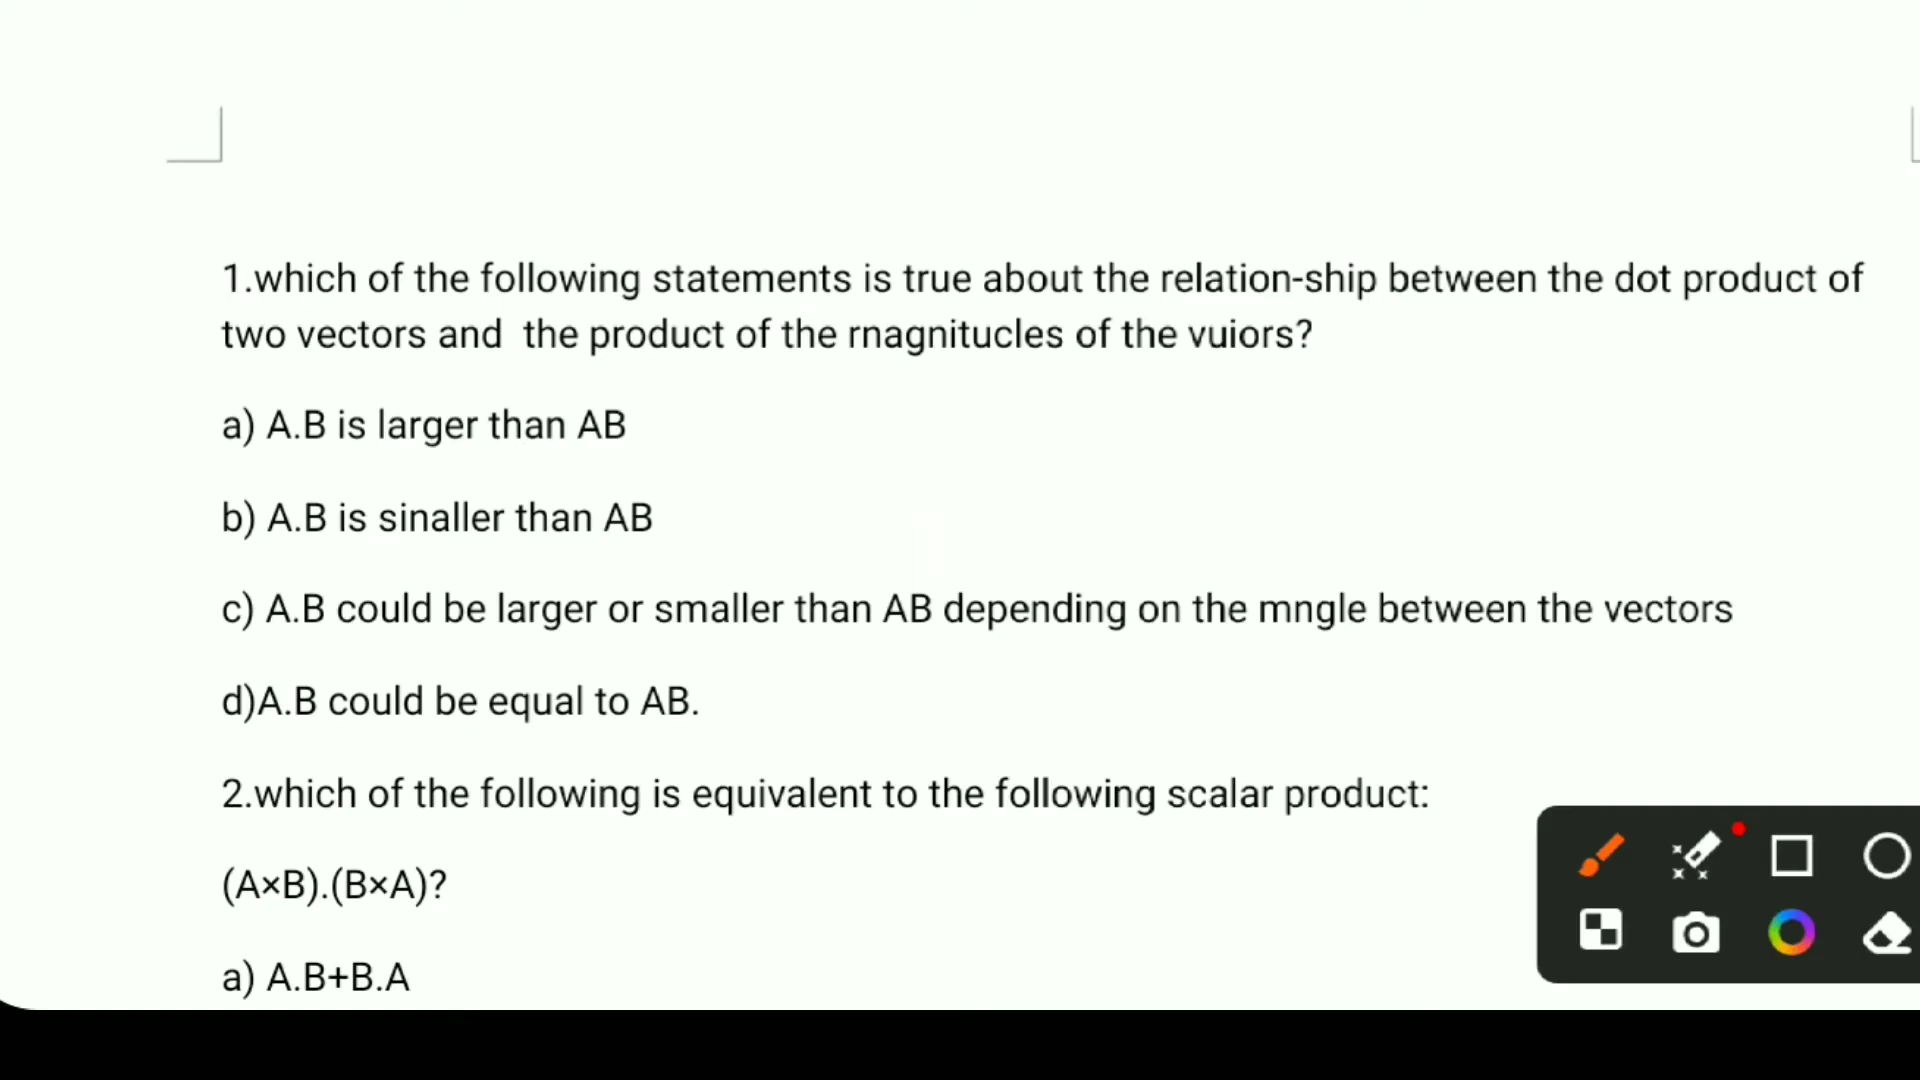 1.which of the following statements is true about the relation-ship between the dot product of
two vectors and  the product of the rnagnitucles of the vuiors?
a) A.B is larger than AB
b) A.B is sinaller than AB
c) A.B could be larger or smaller than AB depending on the mngle between the vectors
d)A.B could be equal to AB.
2.which of the following is equivalent to the following scalar product:
(A×B).(B×A)?
a) A.B+B.A